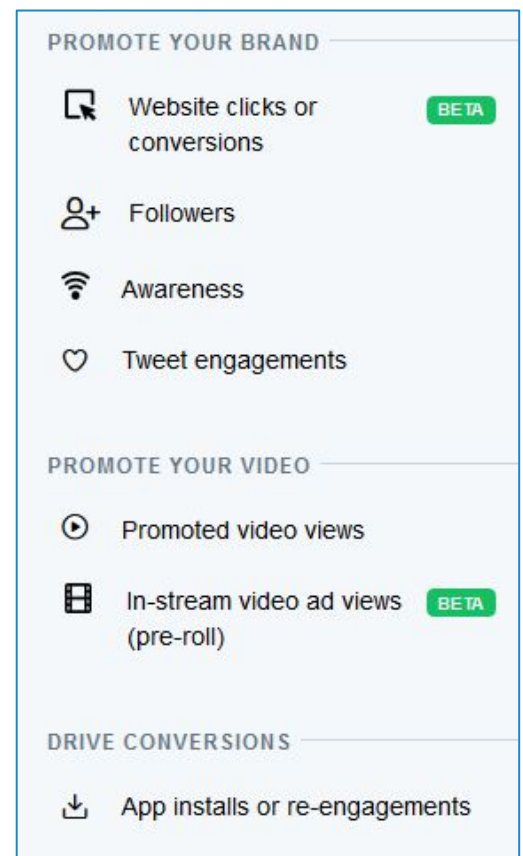 PROMOTE YOUR BRAND
Website clicks or
conversions
BETA
Followers
Awareness
Tweet engagements
PROMOTE YOUR VIDEO
Promoted video views
In-stream video ad views
(pre-roll)
BETA
DRIVE CONVERSIONS
App installs or re-engagements